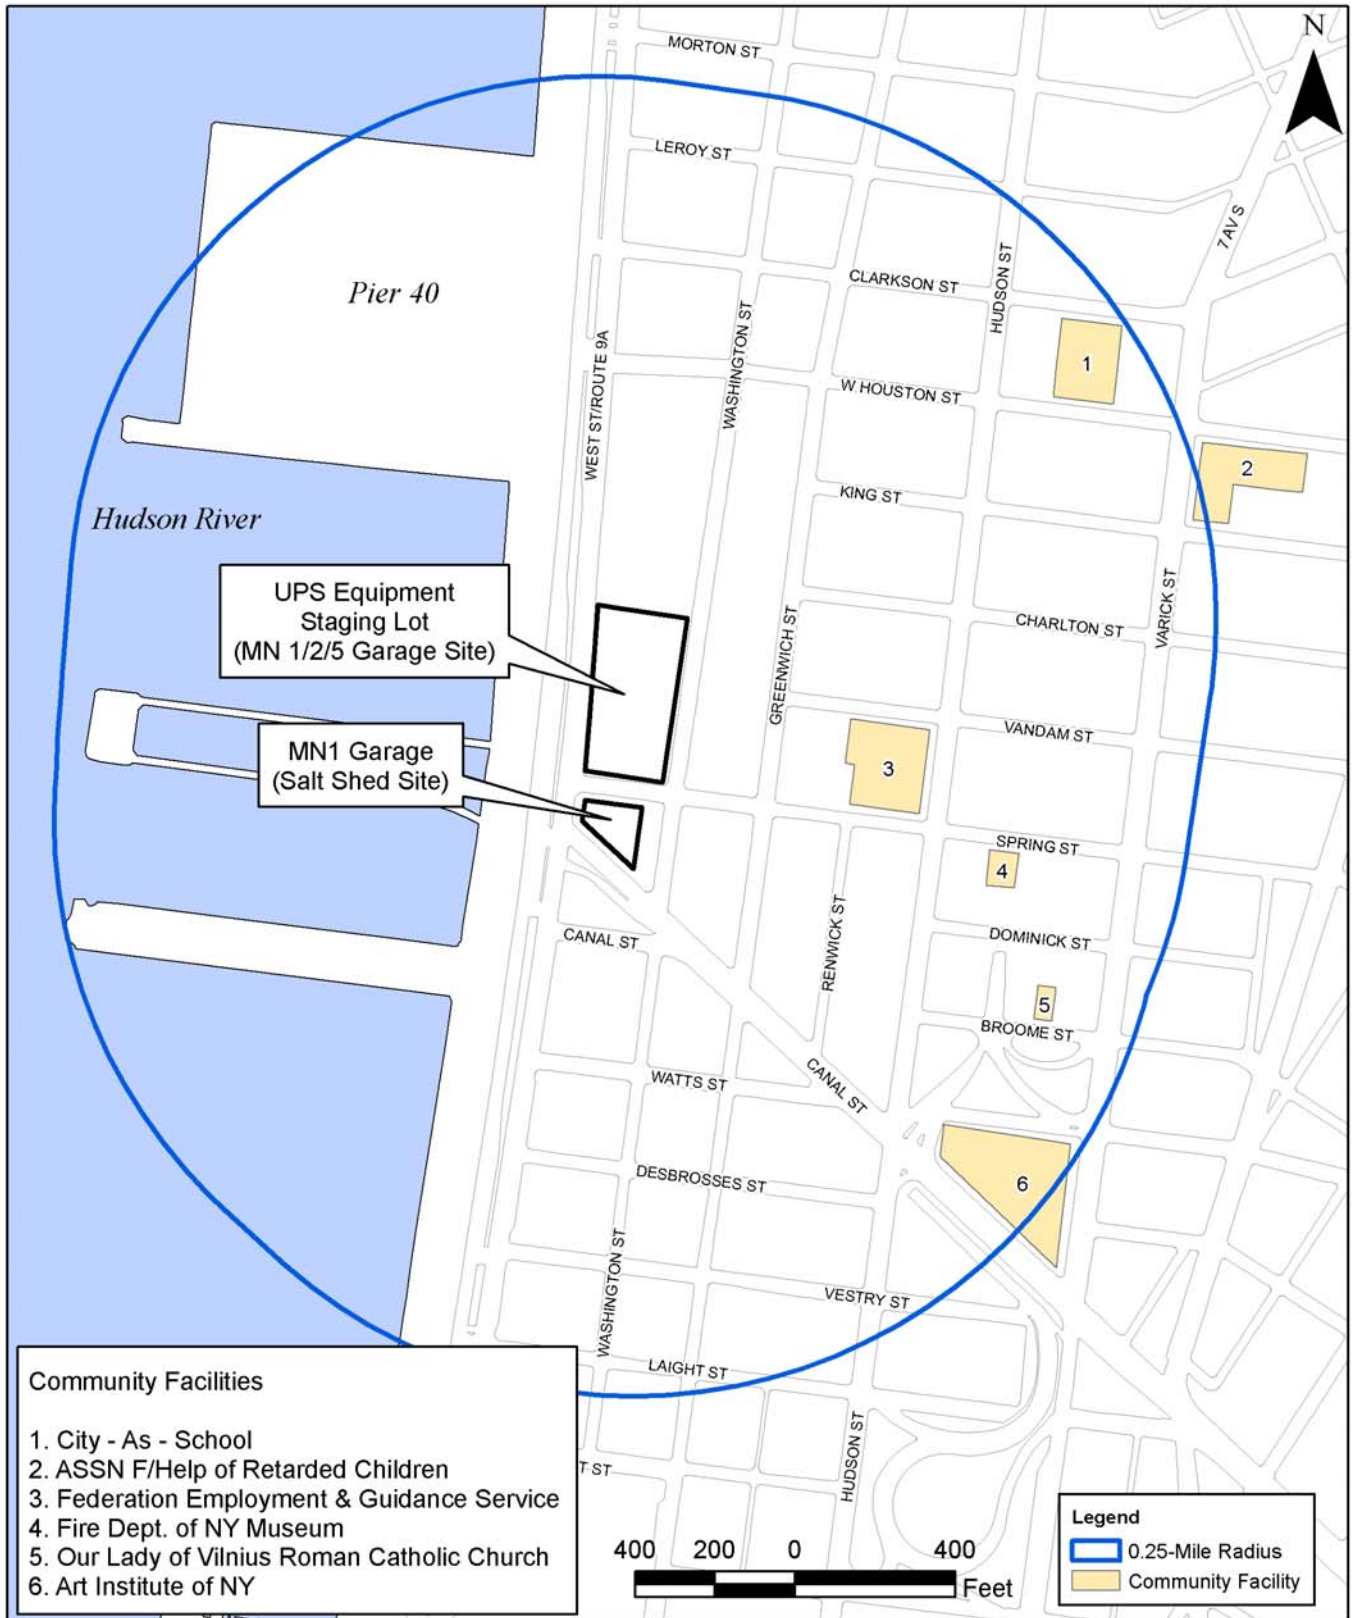 N
MORTON ST
LEROY ST
7 AV S
Pier 40
CLARKSON ST
HUDSON ST
WEST ST/ROUTE 9A
WASHINGTON ST
1
W HOUSTON ST
2
KING ST
Hudson River
UPS Equipment
Staging Lot
(MN 1/2/5 Garage Site)
GREENWICH ST
CHARLTON ST
VARICK ST
VANDAM ST
MN1 Garage
(Salt Shed Site)
3
SPRING ST
4
CANAL ST
RENWICK ST
DOMINICK ST
5
BROOME ST
WATTS ST
CANAL ST
DESBROSSES ST
6
WASHINGTON ST
VESTRY ST
LAIGHT ST
HUDSON ST
T ST
Community Facilities
1. City - As - School
2. ASSN F/Help of Retarded Children
3. Federation Employment & Guidance Service
4. Fire Dept. of NY Museum
5. Our Lady of Vilnius Roman Catholic Church
6. Art Institute of NY
400 200 0 400
Feet
Legend
0.25-Mile Radius
Community Facility